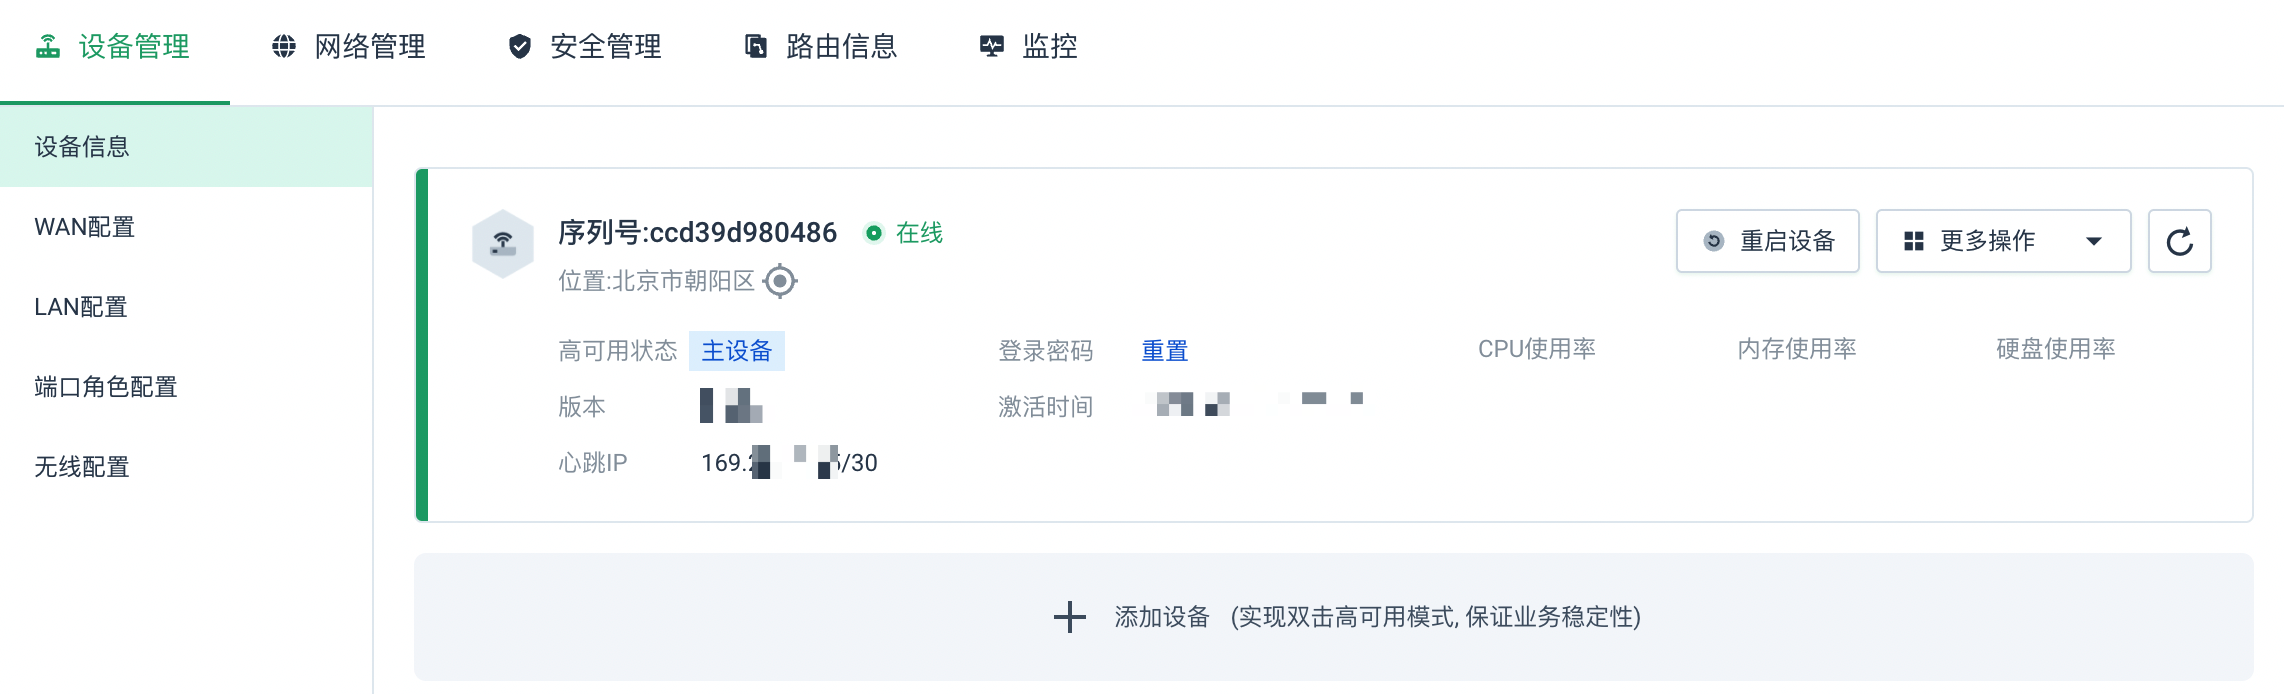 设备管理
网络管理
安全管理
路由信息
监控
设备信息
WAN配置
LAN配置
端口角色配置
无线配置
序列号:ccd39d980486
在线
位置:北京市朝阳区
重启设备
更多操作
高可用状态
主设备
登录密码
重置
CPU使用率
内存使用率
硬盘使用率
版本
激活时间
心跳IP
169.
/30
添加设备 (实现双击高可用模式, 保证业务稳定性)